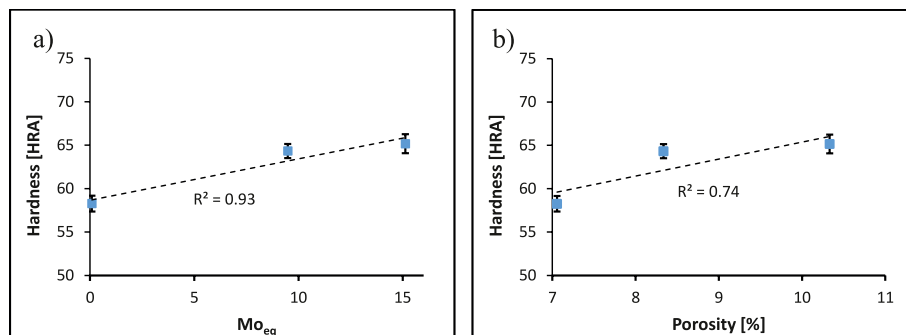 a)
75
70
65
60
55
50
Hardness [HRA]
R² = 0.93
0 5 10 15
Mo_eq
b)
75
70
65
60
55
50
Hardness [HRA]
R² = 0.74
7 8 9 10 11
Porosity [%]